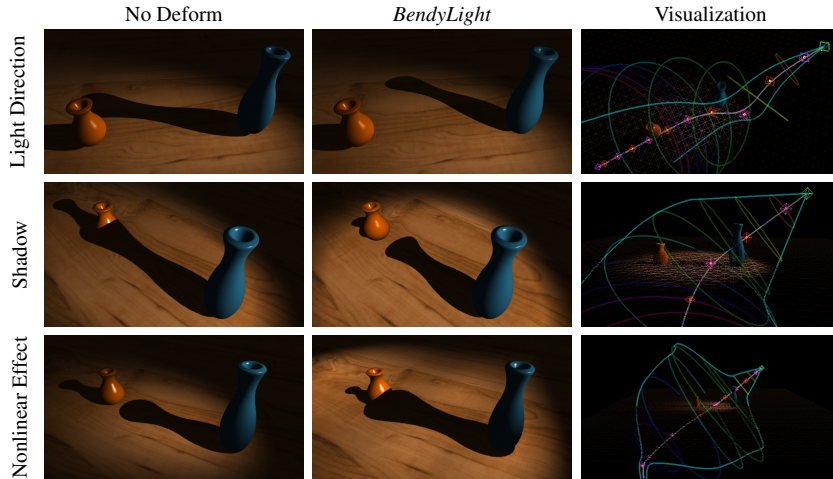 No Deform
BendyLight
Visualization
Light Direction
Shadow
Nonlinear Effect